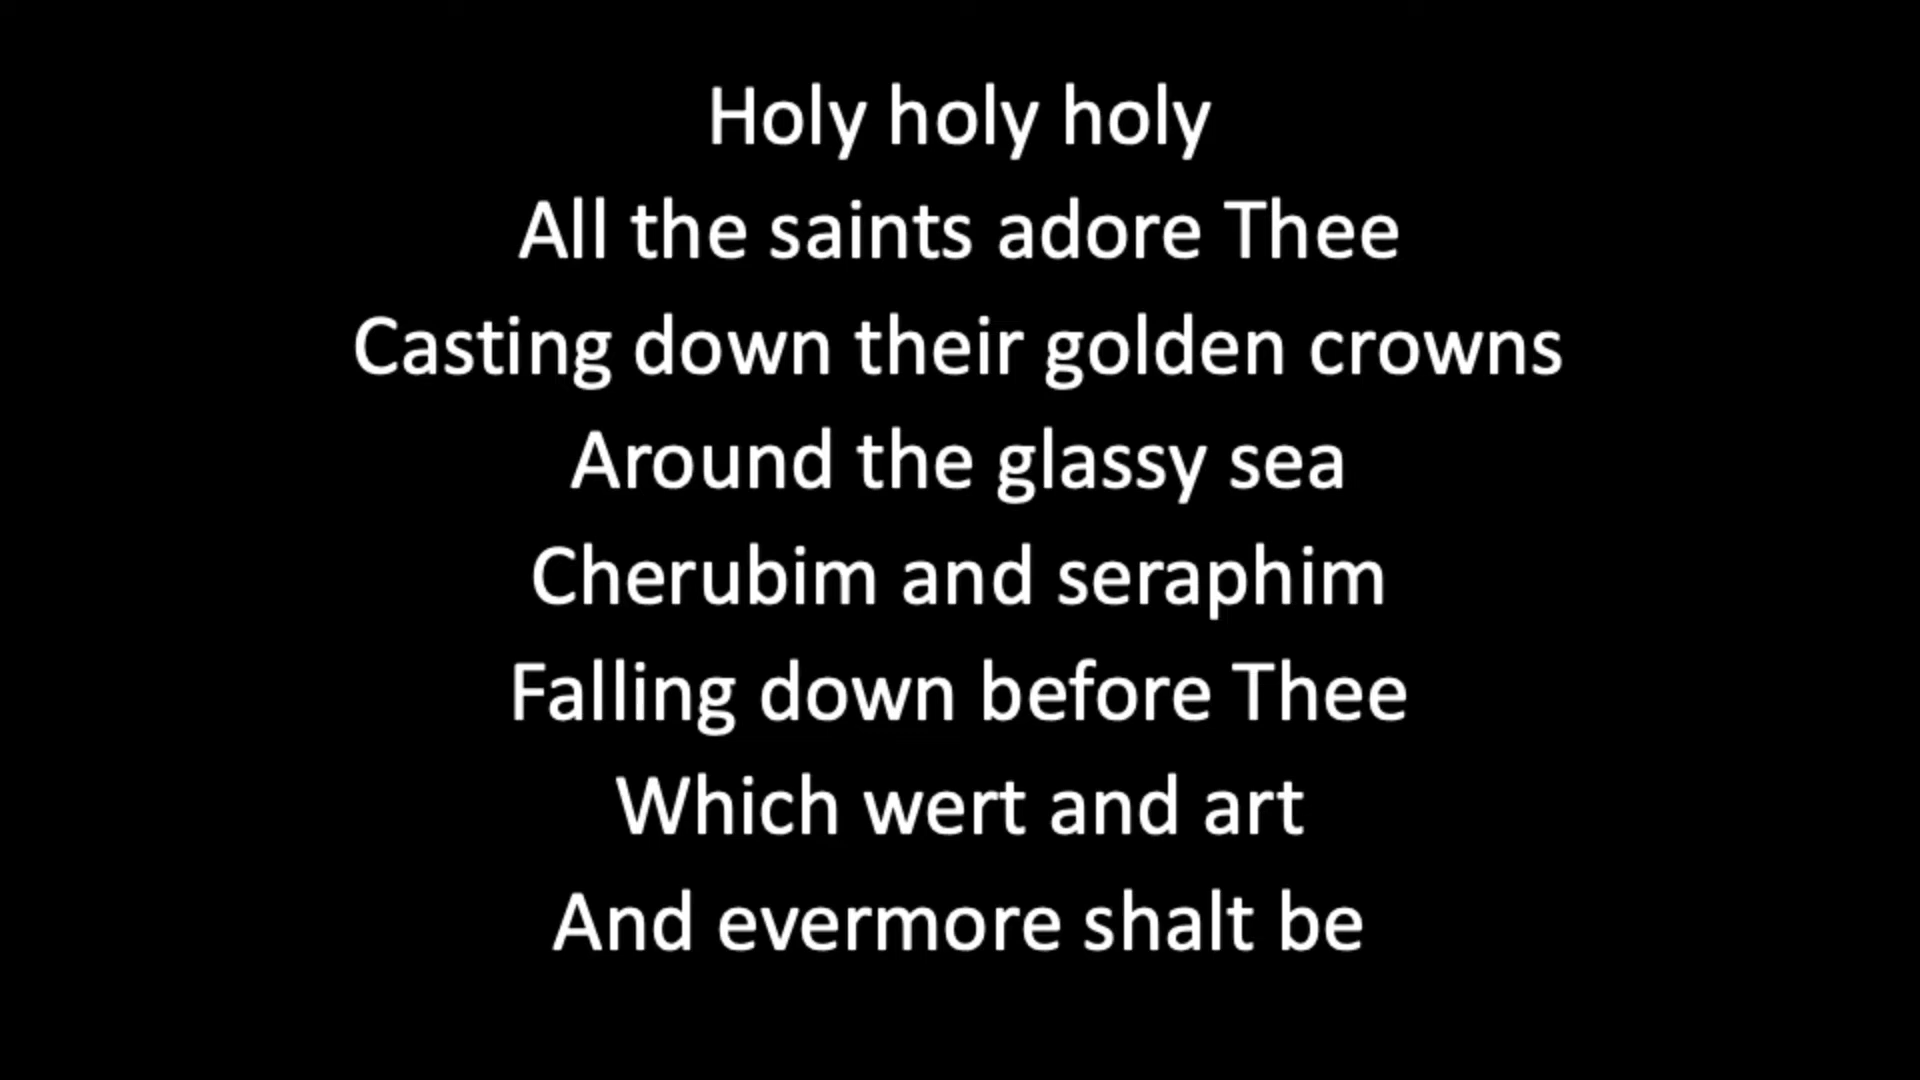 Holy holy holy
All the saints adore Thee
Casting down their golden crowns
Around the glassy sea
Cherubim and seraphim
Falling down before Thee
Which wert and art
And evermore shalt be